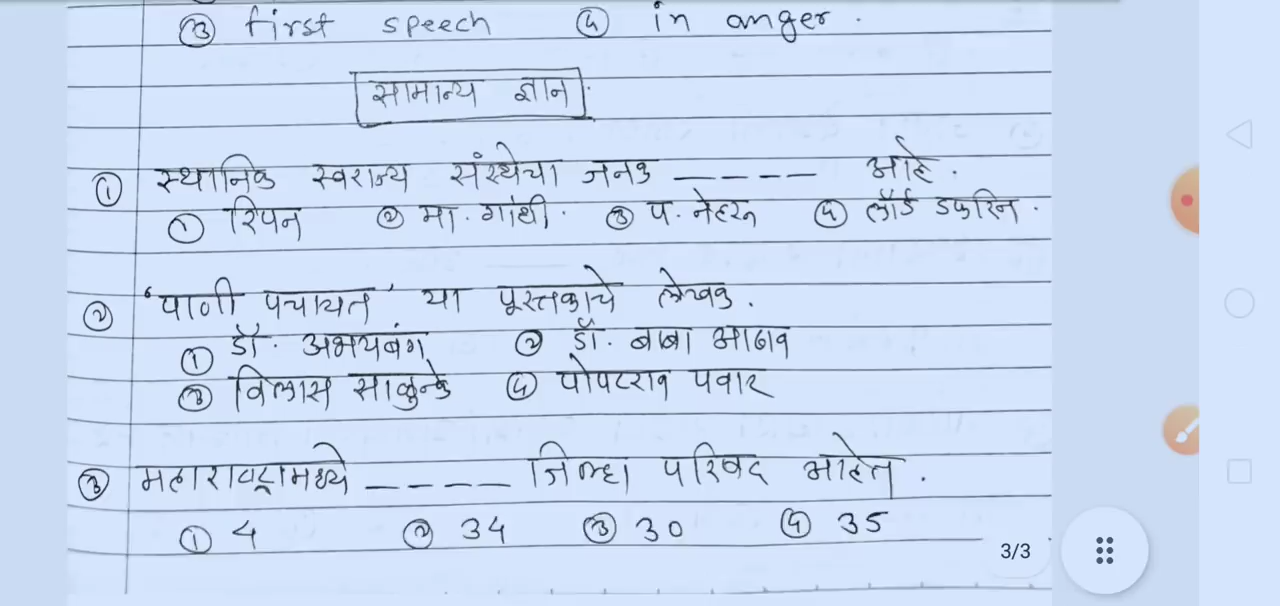 ③ first speech ④ in anger.
सामान्य ज्ञान
① स्थानिक स्वराज्य संस्थेचा जनक ----- आहे.
① रिपन ② मा. गांधी. ③ प. नेहरू ④ लॉर्ड डफरिन.
② 'पाणी पचायत' या पूस्तकाचे लेखक.
① डॉ. अभयबंग ② डॉ. बाबा आढाव
③ विलास साळुन्के ④ पोपटराव पवार
③ महाराष्ट्रामध्ये ----- जिल्हा परिषद आहेत.
① 4 ② 34 ③ 30 ④ 35
3/3